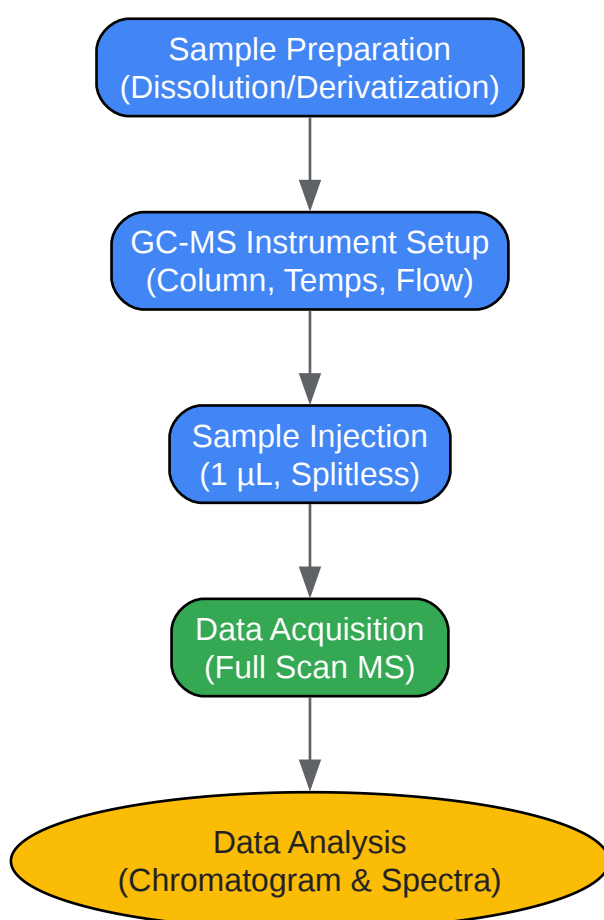 Sample Preparation
(Dissolution/Derivatization)
GC-MS Instrument Setup
(Column, Temps, Flow)
Sample Injection
(1 µL, Splitless)
Data Acquisition
(Full Scan MS)
Data Analysis
(Chromatogram & Spectra)